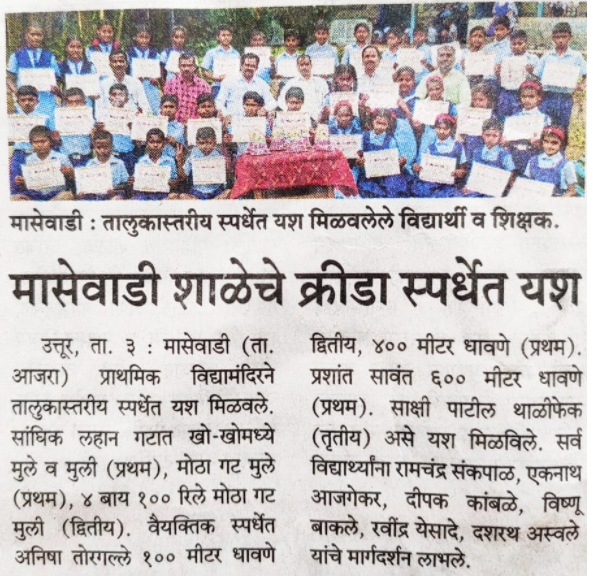 मासेवाडी : तालुकास्तरीय स्पर्धेत यश मिळवलेले विद्यार्थी व शिक्षक.
मासेवाडी शाळेचे क्रीडा स्पर्धेत यश
उत्तूर, ता. ३ : मासेवाडी (ता.
आजरा) प्राथमिक विद्यामंदिरने
तालुकास्तरीय स्पर्धेत यश मिळवले.
सांघिक लहान गटात खो-खोमध्ये
मुले व मुली (प्रथम), मोठा गट मुले
(प्रथम), ४ बाय १०० रिले मोठा गट
मुली (द्वितीय). वैयक्तिक स्पर्धेत
अनिषा तोरगल्ले १०० मीटर धावणे
द्वितीय, ४०० मीटर धावणे (प्रथम).
प्रशांत सावंत ६०० मीटर धावणे
(प्रथम). साक्षी पाटील थाळीफेक
(तृतीय) असे यश मिळविले. सर्व
विद्यार्थ्यांना रामचंद्र संकपाळ, एकनाथ
आजगेकर, दीपक कांबळे, विष्णू
बाकले, रवींद्र येसादे, दशरथ अस्वले
यांचे मार्गदर्शन लाभले.